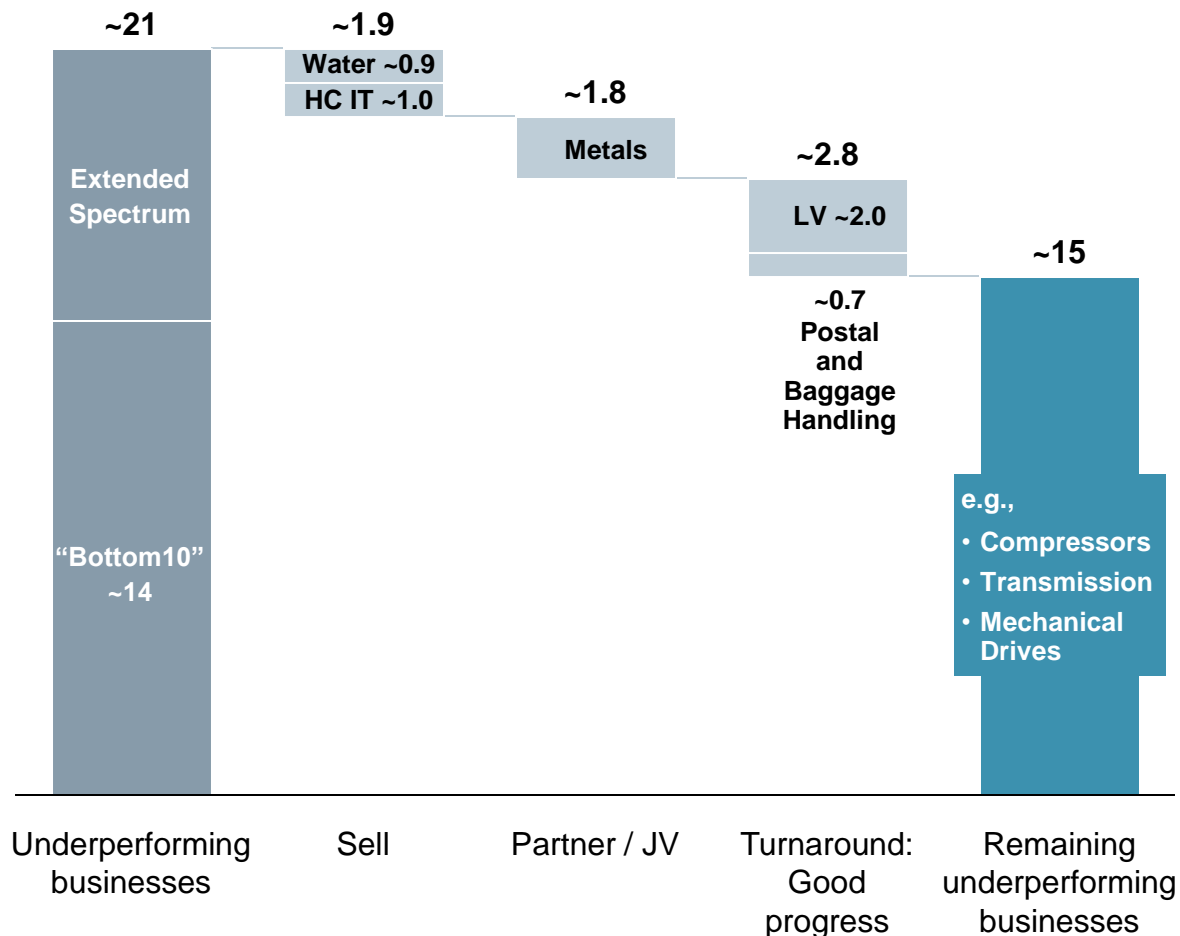 ~21
~1.9
Water ~0.9
HC IT ~1.0
~1.8
Metals
~2.8
LV ~2.0
~0.7
Postal
and
Baggage
Handling
~15
Extended
Spectrum
“Bottom10”
~14
e.g.,
• Compressors
• Transmission
• Mechanical
Drives
Underperforming
businesses
Sell
Partner / JV
Turnaround:
Good
progress
Remaining
underperforming
businesses